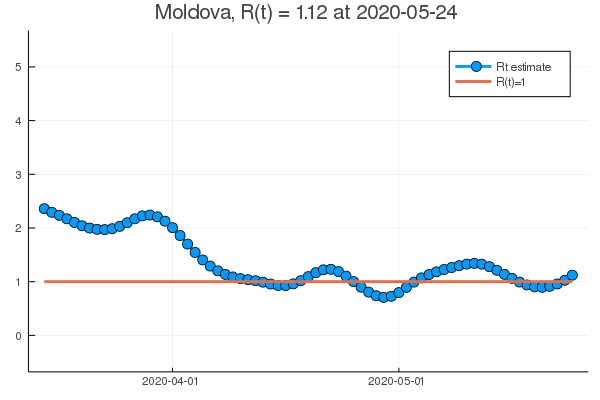 Moldova, R(t) = 1.12 at 2020-05-24
5
4
3
2
1
0
Rt estimate
R(t)=1
2020-04-01
2020-05-01